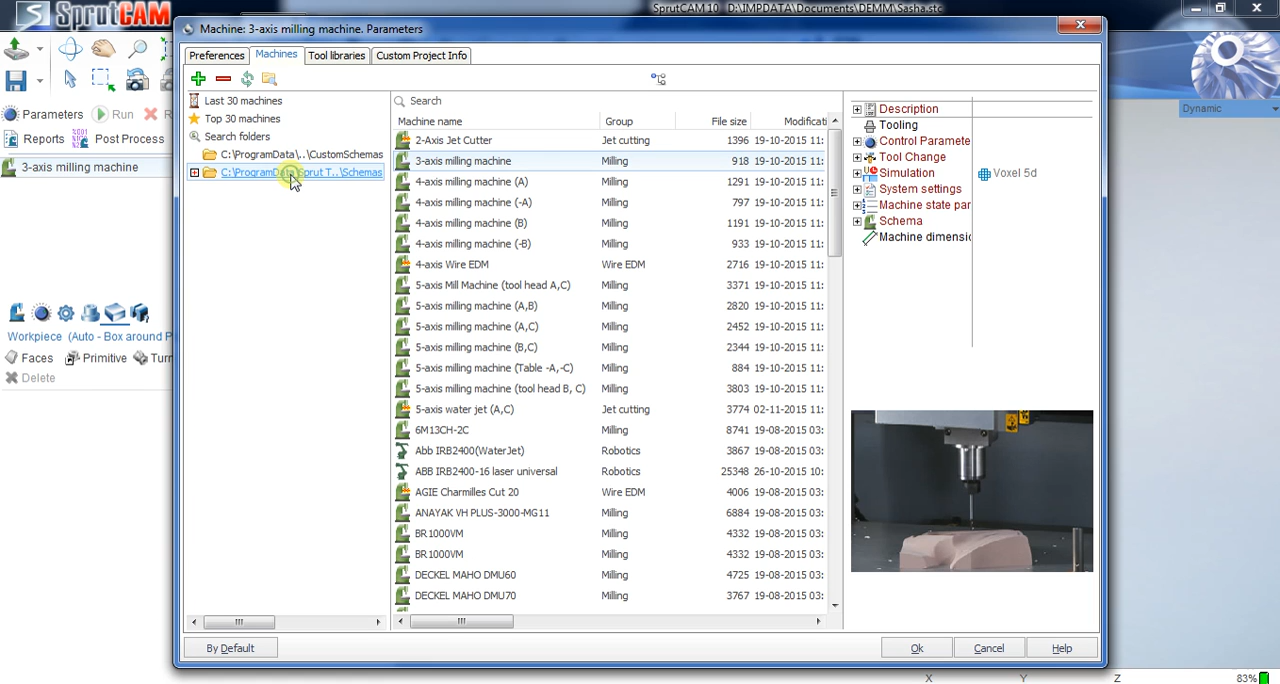 SprutCAM
SprutCAM 10 D:\IMPDATA\Documents\DEMM\Sasha.stc
Machine: 3-axis milling machine. Parameters
Preferences
Machines
Tool libraries
Custom Project Info
Parameters
Run
R
Reports
Post Process
3-axis milling machine
Workpiece (Auto - Box around P
Faces
Primitive
Turn
Delete
Dynamic
Last 30 machines
Top 30 machines
Search folders
C:\ProgramData\..\CustomSchemas
C:\ProgramData\Sprut T..\Schemas
Search
Machine name Group File size Modificati
2-Axis Jet Cutter Jet cutting 1396 19-10-2015 11:
3-axis milling machine Milling 918 19-10-2015 11:
4-axis milling machine (A) Milling 1291 19-10-2015 11:
4-axis milling machine (-A) Milling 797 19-10-2015 11:
4-axis milling machine (B) Milling 1191 19-10-2015 11:
4-axis milling machine (-B) Milling 933 19-10-2015 11:
4-axis Wire EDM Wire EDM 2716 19-10-2015 11:
5-axis Mill Machine (tool head A,C) Milling 3371 19-10-2015 11:
5-axis milling machine (A,B) Milling 2820 19-10-2015 11:
5-axis milling machine (A,C) Milling 2452 19-10-2015 11:
5-axis milling machine (B,C) Milling 2344 19-10-2015 11:
5-axis milling machine (Table -A,-C) Milling 884 19-10-2015 11:
5-axis milling machine (tool head B, C) Milling 3803 19-10-2015 11:
5-axis water jet (A,C) Jet cutting 3774 02-11-2015 11:
6M13CH-2C Milling 8741 19-08-2015 03:
Abb IRB2400(WaterJet) Robotics 3867 19-08-2015 03:
ABB IRB2400-16 laser universal Robotics 25348 26-10-2015 10:
AGIE Charmilles Cut 20 Wire EDM 4006 19-08-2015 03:
ANAYAK VH PLUS-3000-MG11 Milling 6884 19-08-2015 03:
BR1000VM Milling 4332 19-08-2015 03:
BR1000VM Milling 4332 19-08-2015 03:
DECKEL MAHO DMU60 Milling 4725 19-08-2015 03:
DECKEL MAHO DMU70 Milling 3767 19-08-2015 03:
Description
Tooling
Control Paramete
Tool Change
Simulation Voxel 5d
System settings
Machine state par
Schema
Machine dimensio
By Default
Ok
Cancel
Help
X Y Z 83%